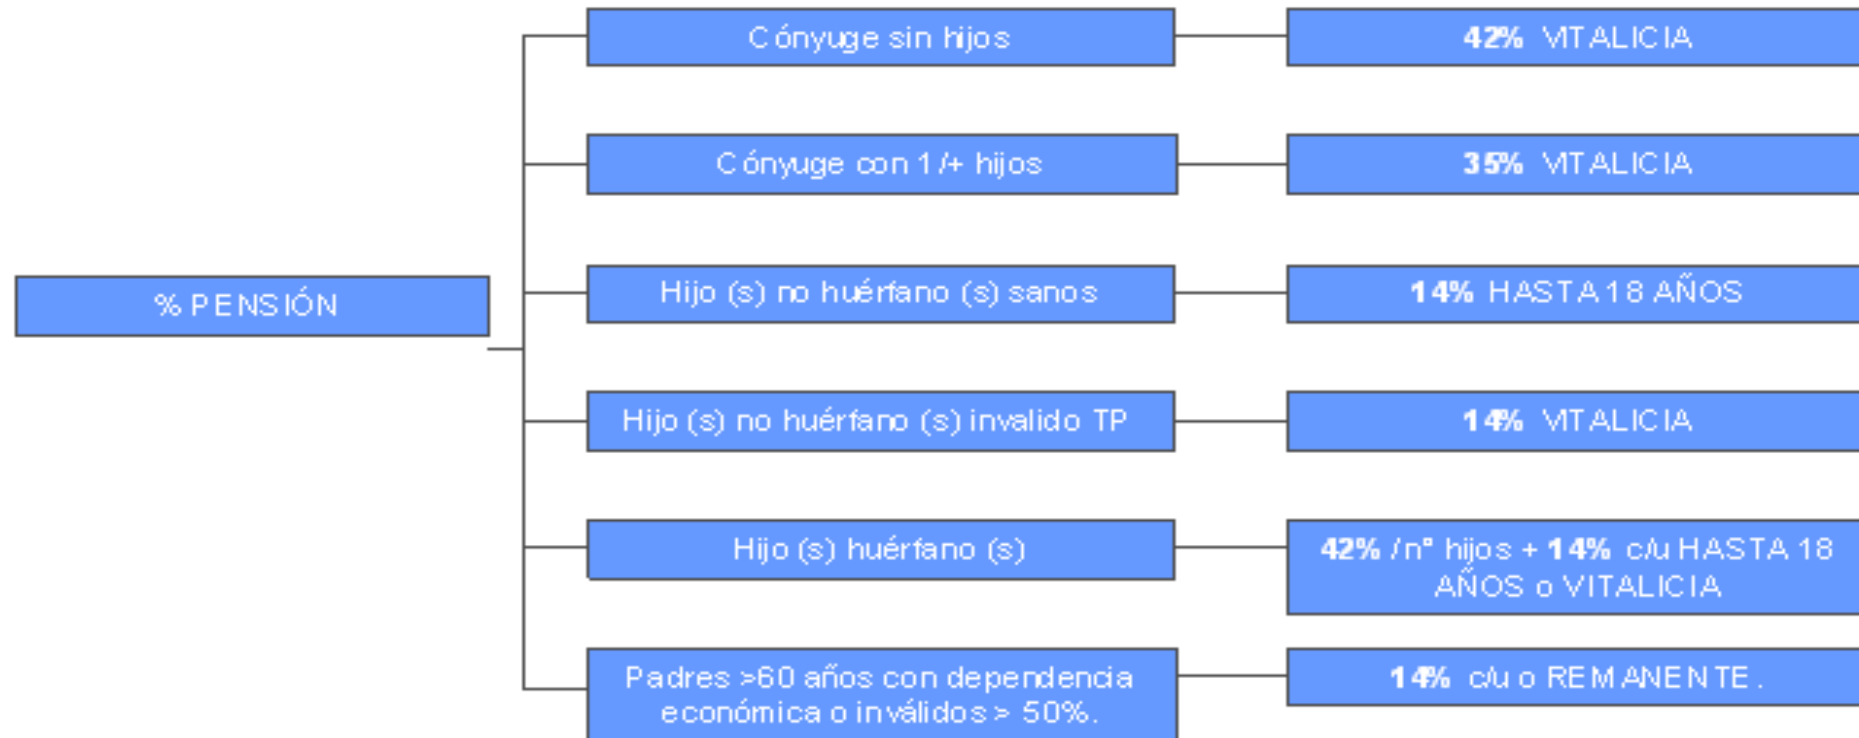 % PENSIÓN
Cónyuge sin hijos
42% VITALICIA
Cónyuge con 1/+ hijos
35% VITALICIA
Hijo (s) no huérfano (s) sanos
14% HASTA 18 AÑOS
Hijo (s) no huérfano (s) invalido TP
14% VITALICIA
Hijo (s) huérfano (s)
42% /n° hijos + 14% c/u HASTA 18
AÑOS o VITALICIA
Padres >60 años con dependencia
económica o inválidos > 50%.
14% c/u o REMANENTE.